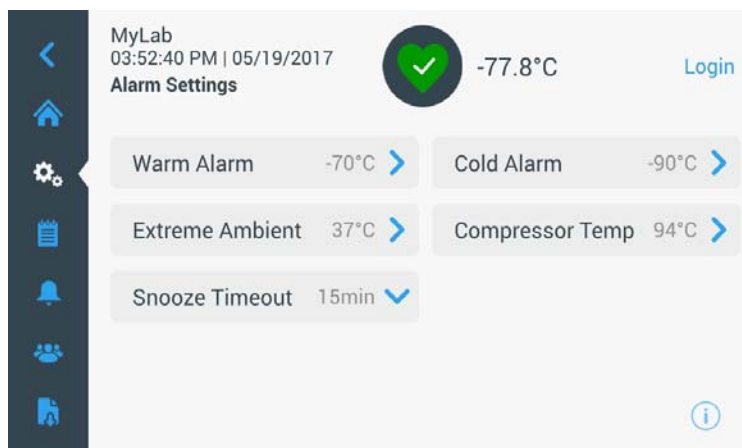 MyLab
03:52:40 PM | 05/19/2017
Alarm Settings
-77.8°C
Login
Warm Alarm -70°C
Cold Alarm -90°C
Extreme Ambient 37°C
Compressor Temp 94°C
Snooze Timeout 15min